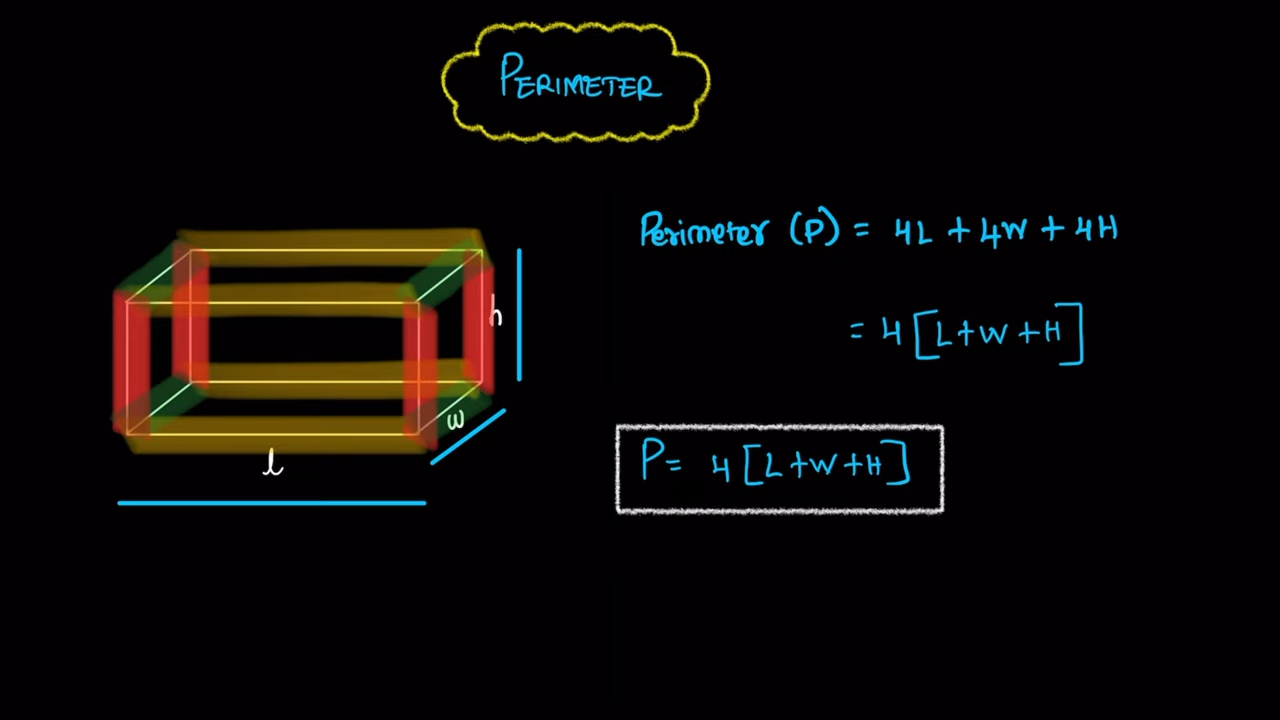 PERIMETER
Perimeter (P) = 4L + 4W + 4H
= 4 [L+W+H]
P = 4 [L+W+H]
h
w
l